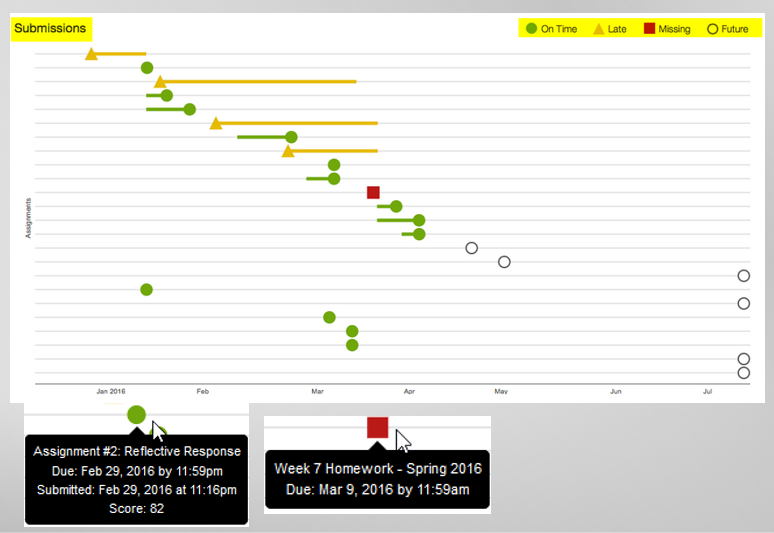 Submissions
On Time Late Missing Future
Assignments
Jan 2016 Feb Mar Apr May Jun Jul
Assignment #2: Reflective Response
Due: Feb 29, 2016 by 11:59pm
Submitted: Feb 29, 2016 at 11:16pm
Score: 82
Week 7 Homework - Spring 2016
Due: Mar 9, 2016 by 11:59am